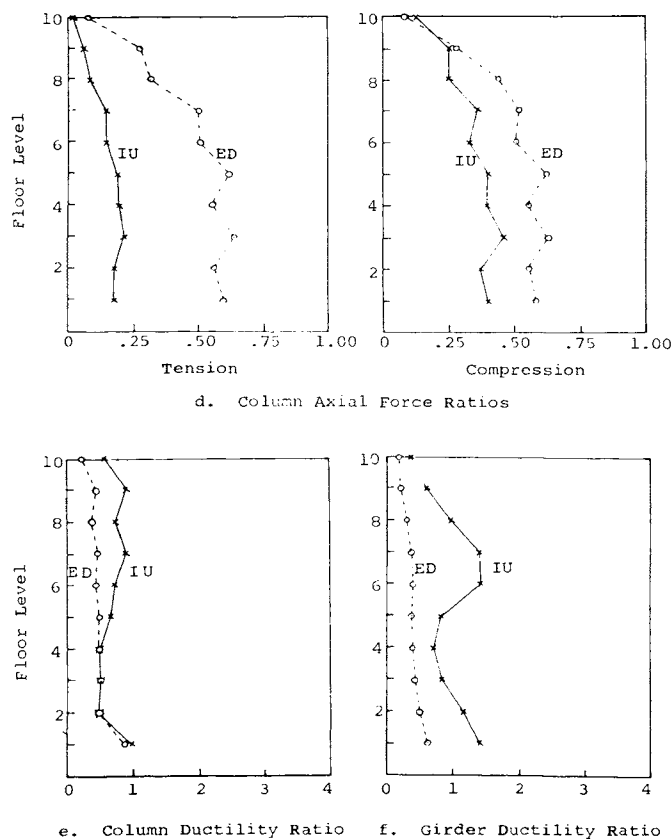 10
8
6
4
2
Floor Level
IU
ED
0 .25 .50 .75 1.00
Tension
10
8
6
4
2
IU
ED
0 .25 .50 .75 1.00
Compression
d. Column Axial Force Ratios
10
8
6
4
2
Floor Level
ED
IU
0 1 2 3 4
e. Column Ductility Ratio
10
8
6
4
2
ED
IU
0 1 2 3 4
f. Girder Ductility Ratio